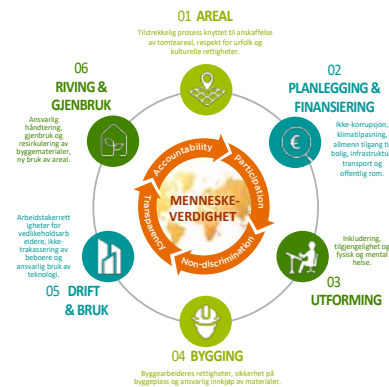 01 AREAL
Tilstrekkelig prosess knyttet til anskaffelse
av tomteareal, respekt for urfolk og
kulturelle rettigheter.
02
PLANLEGGING &
FINANSIERING
Ikke-korrupsjon,
klimatilpasning,
allmenn tilgang til
bolig, infrastruktur
transport og
offentlig rom.
Inkludering,
tilgjengelighet og
fysisk og mental
helse.
03
UTFORMING
04 BYGGING
Byggearbeideres rettigheter, sikkerhet på
byggeplass og ansvarlig innkjøp av materialer.
Arbeidstakerrett
igheter for
vedlikeholdsarb
eidere, ikke-
trakassering av
beboere og
ansvarlig bruk av
teknologi.
05 DRIFT
& BRUK
06
RIVING &
GJENBRUK
Ansvarlig
håndtering,
gjenbruk og
resirkulering av
byggematerialer,
ny bruk av areal.
Accountability
Participation
Non-discrimination
Transparency
MENNESKE-
VERDIGHET